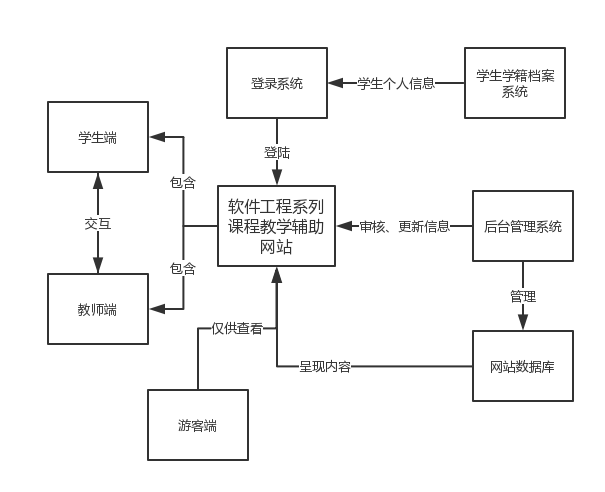 登录系统
学生个人信息
学生学籍档案
系统
学生端
登陆
包含
软件工程系列
课程教学辅助
网站
交互
审核、更新信息
后台管理系统
包含
教师端
管理
仅供查看
呈现内容
网站数据库
游客端